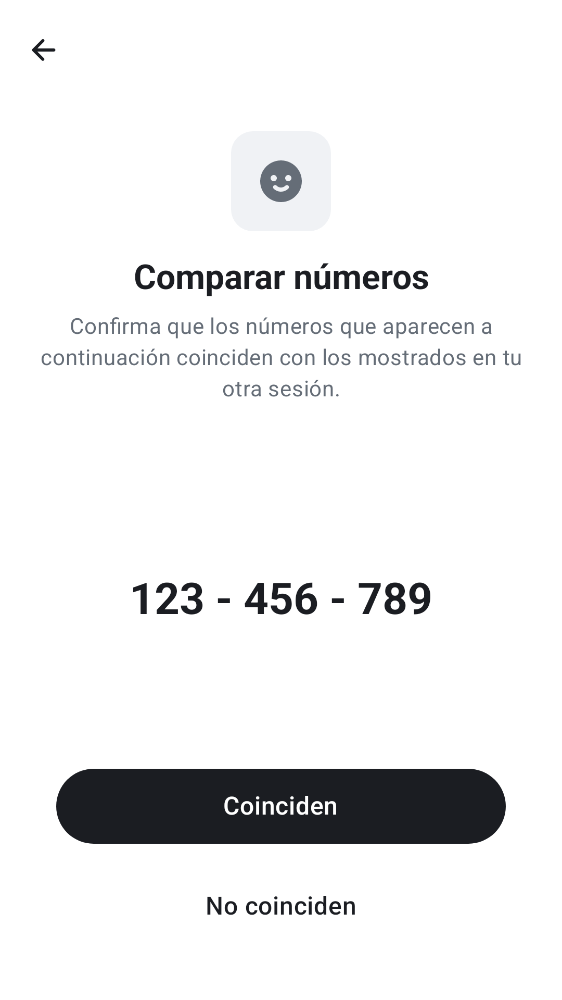 Comparar números
Confirma que los números que aparecen a
continuación coinciden con los mostrados en tu
otra sesión.
123 - 456 - 789
Coinciden
No coinciden